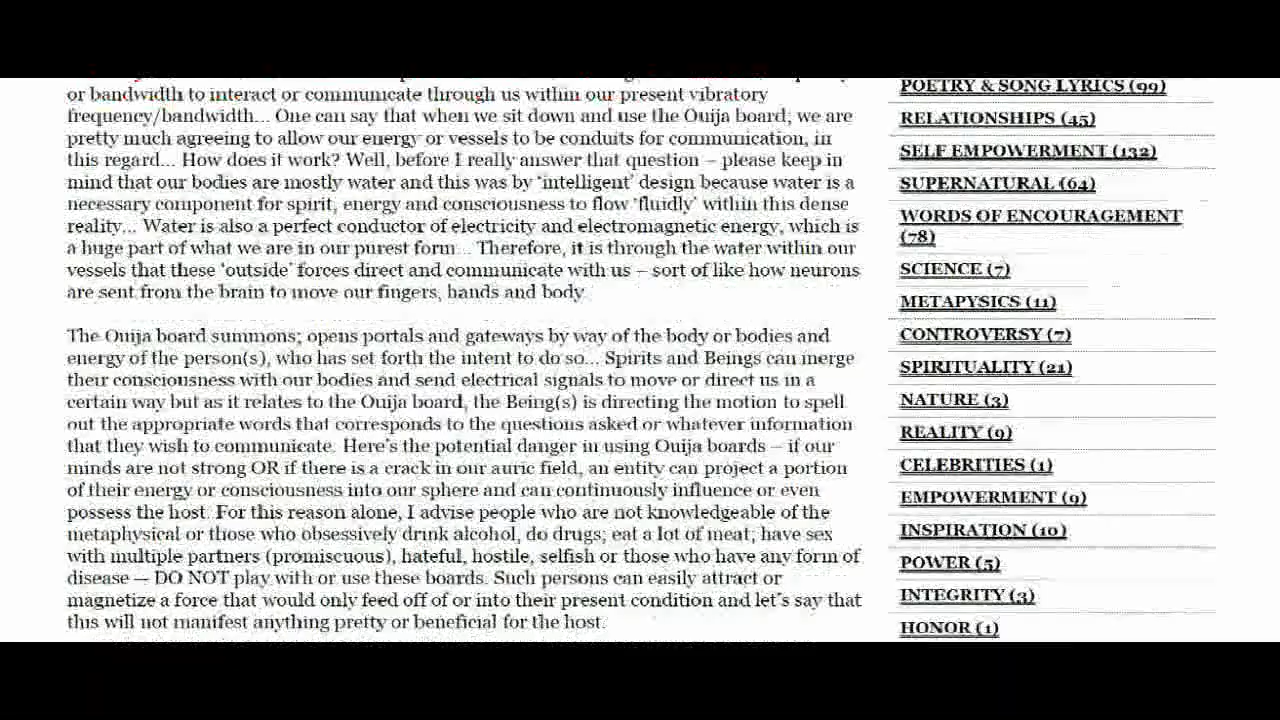 or bandwidth to interact or communicate through us within our present vibratory
frequency/bandwidth... One can say that when we sit down and use the Ouija board; we are
pretty much agreeing to allow our energy or vessels to be conduits for communication, in
this regard... How does it work? Well, before I really answer that question – please keep in
mind that our bodies are mostly water and this was by 'intelligent' design because water is a
necessary component for spirit, energy and consciousness to flow 'fluidly' within this dense
reality... Water is also a perfect conductor of electricity and electromagnetic energy, which is
a huge part of what we are in our purest form... Therefore, it is through the water within our
vessels that these 'outside' forces direct and communicate with us – sort of like how neurons
are sent from the brain to move our fingers, hands and body.
The Ouija board summons; opens portals and gateways by way of the body or bodies and
energy of the person(s), who has set forth the intent to do so... Spirits and Beings can merge
their consciousness with our bodies and send electrical signals to move or direct us in a
certain way but as it relates to the Ouija board, the Being(s) is directing the motion to spell
out the appropriate words that corresponds to the questions asked or whatever information
that they wish to communicate. Here's the potential danger in using Ouija boards – if our
minds are not strong OR if there is a crack in our auric field, an entity can project a portion
of their energy or consciousness into our sphere and can continuously influence or even
possess the host. For this reason alone, I advise people who are not knowledgeable of the
metaphysical or those who obsessively drink alcohol, do drugs; eat a lot of meat; have sex
with multiple partners (promiscuous), hateful, hostile, selfish or those who have any form of
disease — DO NOT play with or use these boards. Such persons can easily attract or
magnetize a force that would only feed off of or into their present condition and let's say that
this will not manifest anything pretty or beneficial for the host.
POETRY & SONG LYRICS (99)
RELATIONSHIPS (45)
SELF EMPOWERMENT (132)
SUPERNATURAL (64)
WORDS OF ENCOURAGEMENT
(78)
SCIENCE (7)
METAPYSICS (11)
CONTROVERSY (7)
SPIRITUALITY (21)
NATURE (3)
REALITY (9)
CELEBRITIES (1)
EMPOWERMENT (9)
INSPIRATION (10)
POWER (5)
INTEGRITY (3)
HONOR (1)